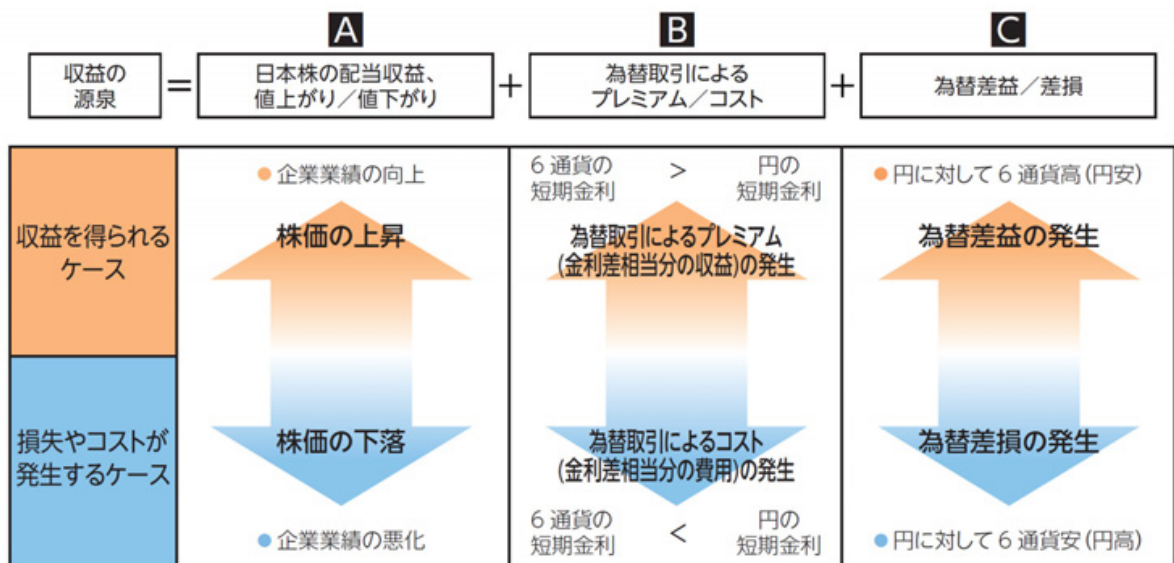 A
B
C
収益の
源泉
=
日本株の配当収益、
値上がり／値下がり
+
為替取引による
プレミアム／コスト
+
為替差益／差損
収益を得られる
ケース
●企業業績の向上
株価の上昇
6通貨の
短期金利
>
円の
短期金利
為替取引によるプレミアム
(金利差相当分の収益)の発生
●円に対して6通貨高(円安)
為替差益の発生
損失やコストが
発生するケース
株価の下落
●企業業績の悪化
為替取引によるコスト
(金利差相当分の費用)の発生
6通貨の
短期金利
<
円の
短期金利
為替差損の発生
●円に対して6通貨安(円高)